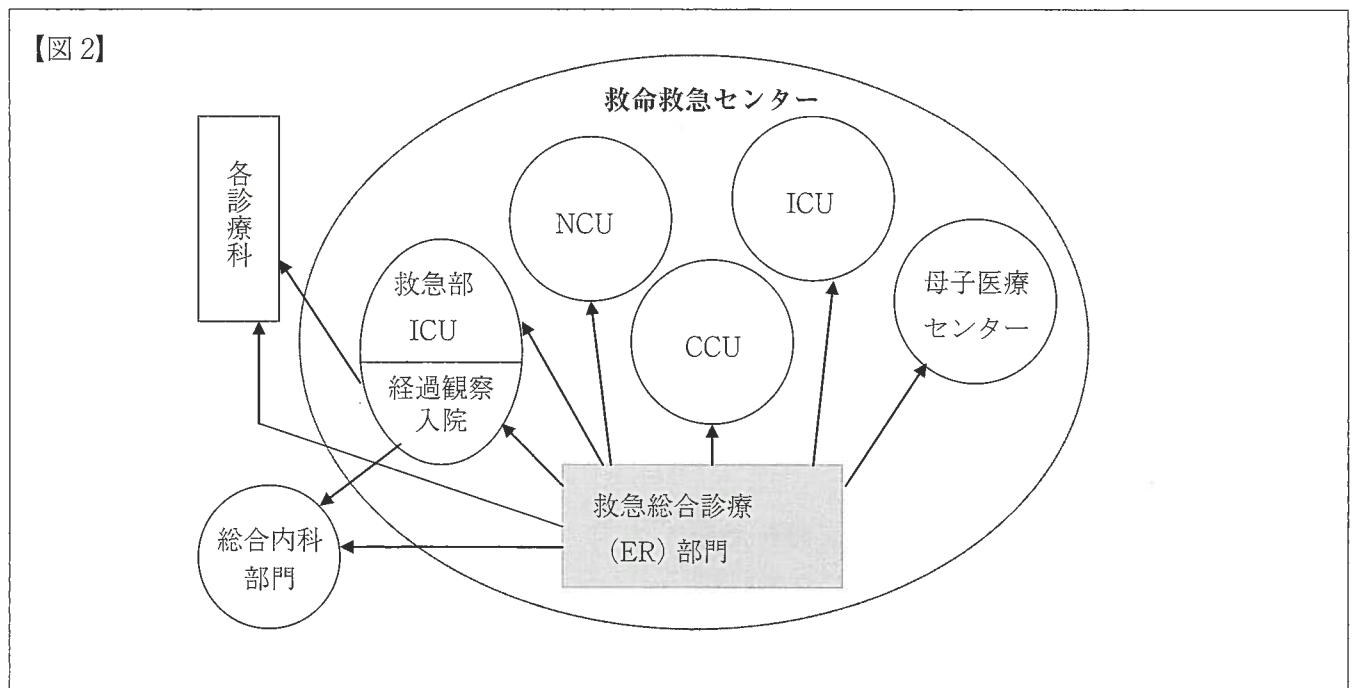 【図2】
救命救急センター
各診療科
NCU
ICU
救急部
ICU
経過観察
入院
CCU
母子医療
センター
救急総合診療
(ER) 部門
総合内科
部門